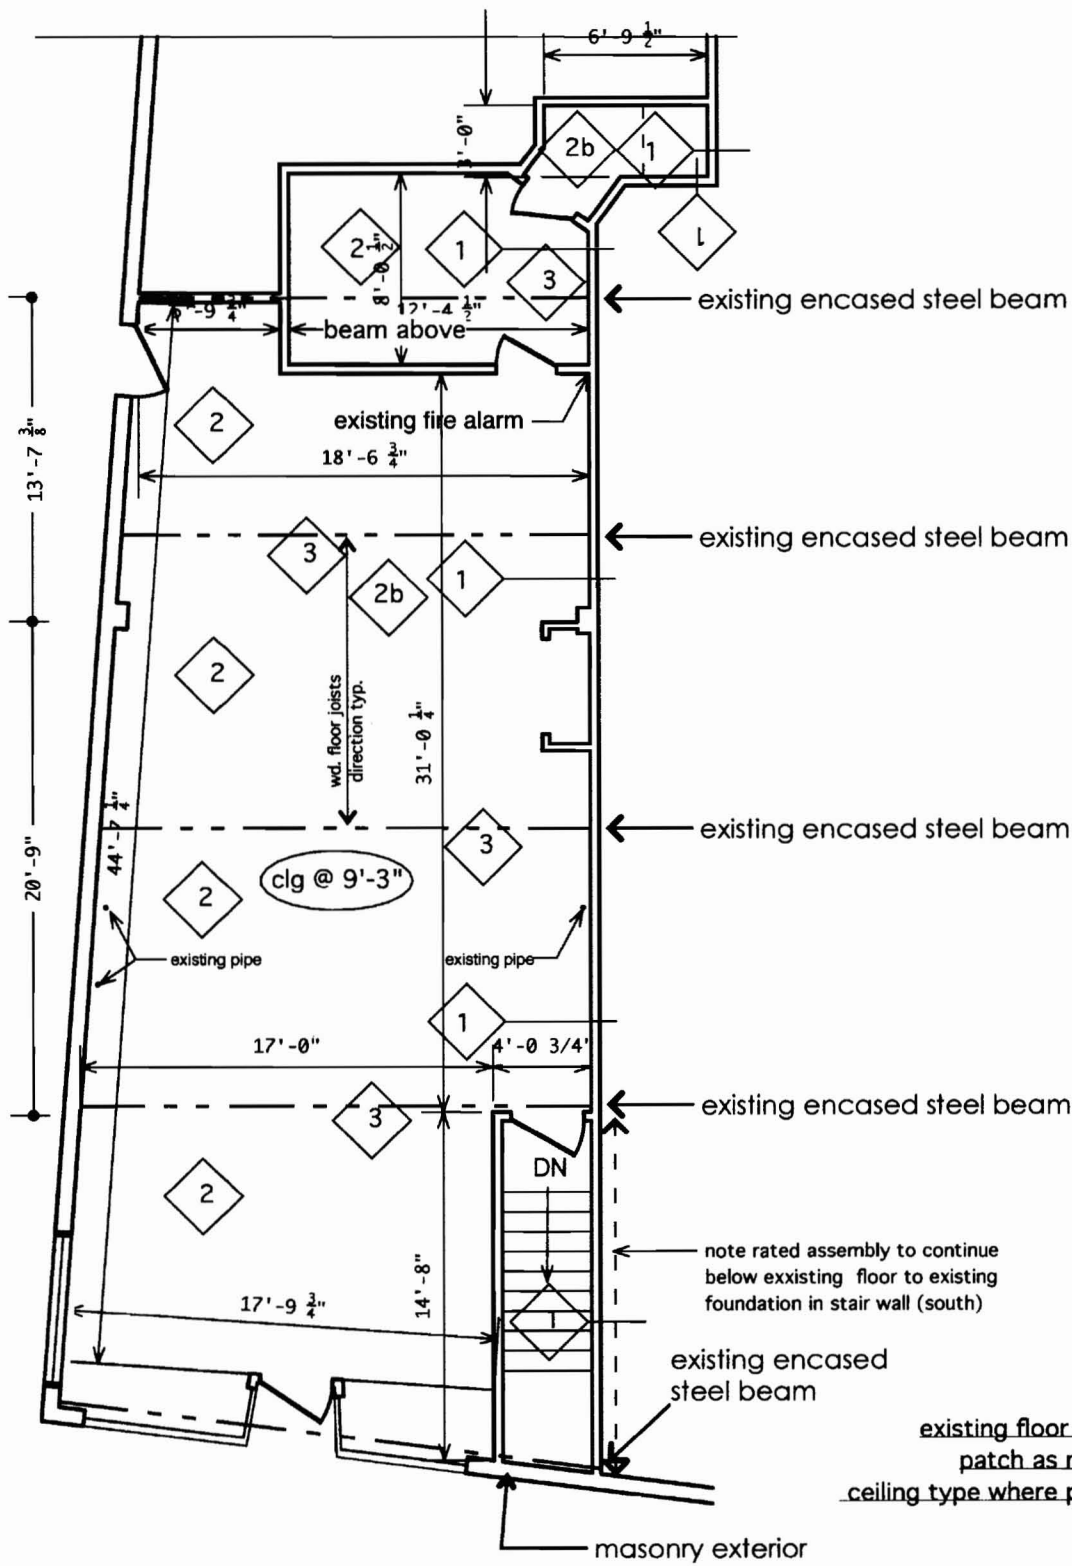 6'-9 1/2"
3'-0"
2b
1
1
2
8'-0 1/2"
1
3
existing encased steel beam
9 3/4"
12'-4 1/2"
beam above
2
existing fire alarm
18'-6 3/4"
13'-7 3/8"
existing encased steel beam
3
2b
1
2
wd. floor joists
direction typ.
31'-0 1/4"
existing encased steel beam
44'-7 1/4"
20'-9"
3
clg @ 9'-3"
2
existing pipe
existing pipe
1
17'-0"
4'-0 3/4'
existing encased steel beam
3
2
DN
14'-8"
note rated assembly to continue
below exxisting floor to existing
foundation in stair wall (south)
17'-9 3/4"
1
existing encased
steel beam
existing floor
patch as
ceiling type where
masonry exterior